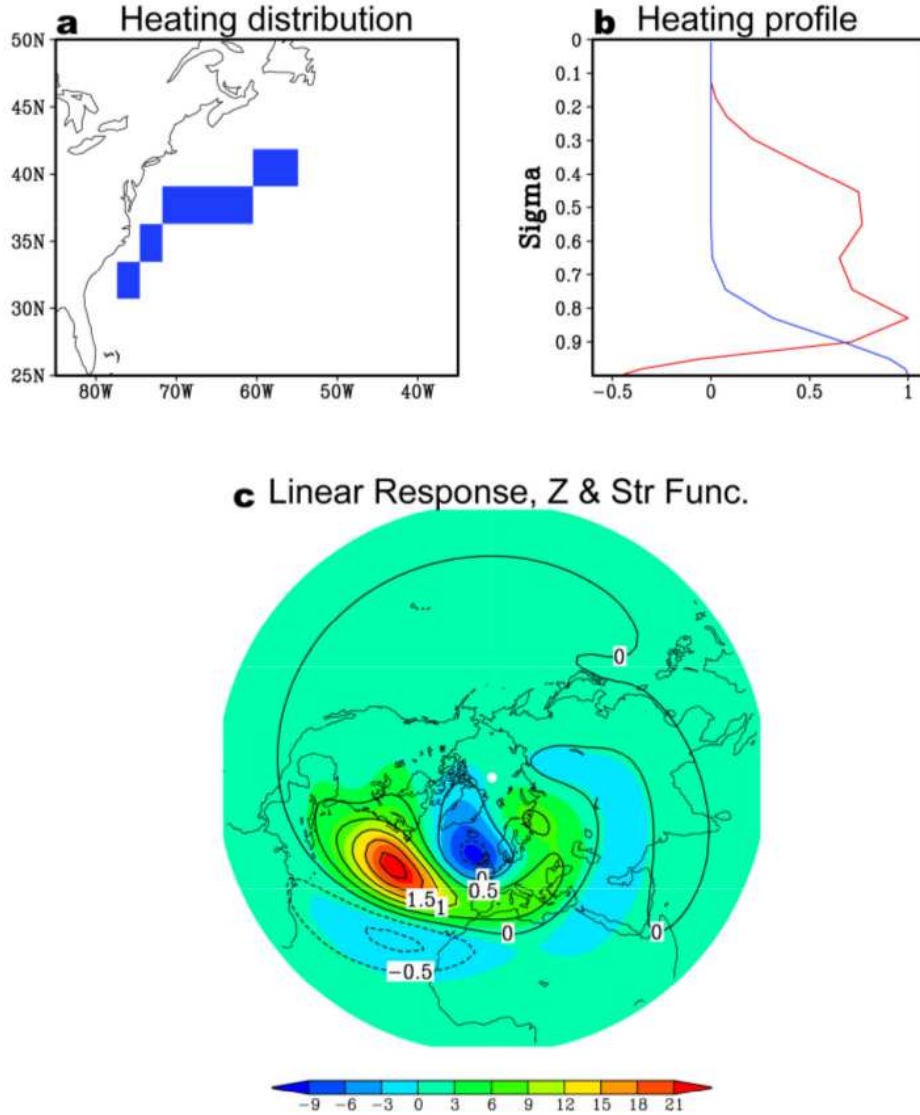 a Heating distribution
b Heating profile
50N
45N
40N
35N
30N
25N
80W 70W 60W 50W 40W
Sigma
0
0.1
0.2
0.3
0.4
0.5
0.6
0.7
0.8
0.9
-0.5 0 0.5 1
c Linear Response, Z & Str Func.
0
0
0.5
1.5 1
0
0
-0.5
-9 -6 -3 0 3 6 9 12 15 18 21